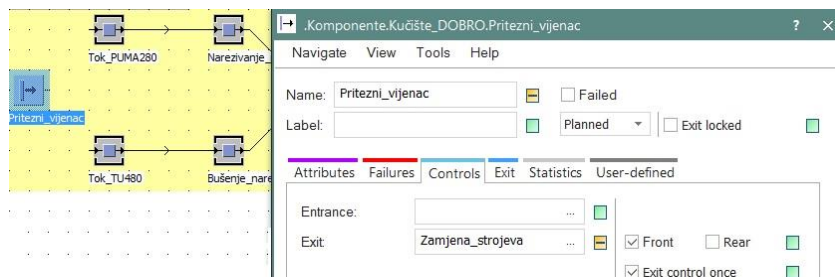 .Komponente.Kučište_DOBRO.Pritezni_vijenac ? ×
Navigate View Tools Help
Name: Pritezni_vijenac Failed
Label: Planned Exit locked
Attributes Failures Controls Exit Statistics User-defined
Entrance: ...
Exit: Zamjena_strojeva ... Front Rear
Exit control once
Tok_PUMA280 Narezivanje_
Pritezni_vijenac
Tok_TU480 Bušenje_nare